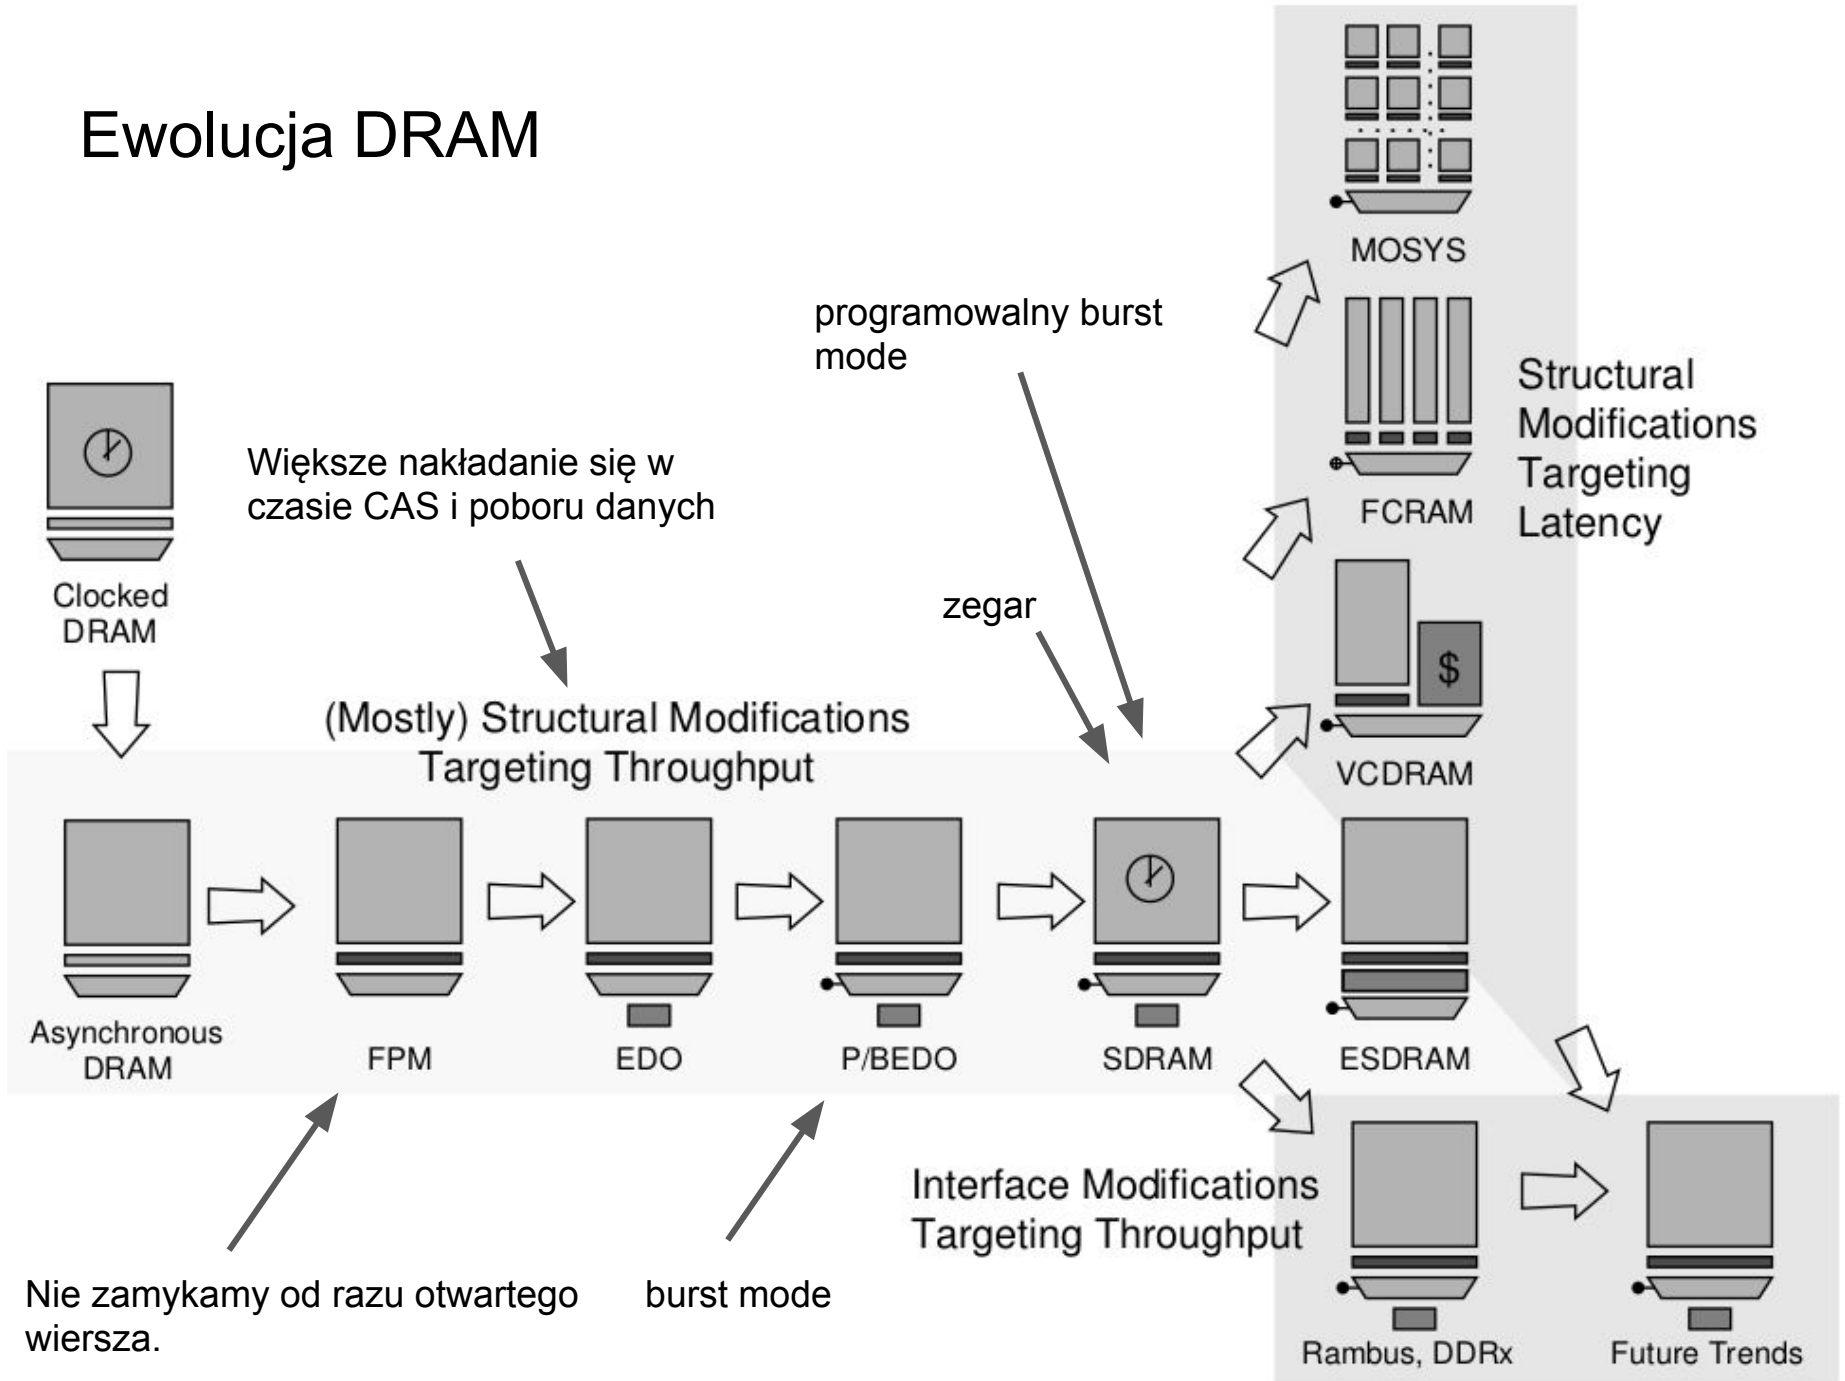 Ewolucja DRAM
MOSYS
programowalny burst
mode
Structural
Modifications
Targeting
Latency
FCRAM
Większe nakładanie się w
czasie CAS i poboru danych
Clocked
DRAM
zegar
$
VCDRAM
(Mostly) Structural Modifications
Targeting Throughput
Asynchronous
DRAM
FPM
EDO
P/BEDO
SDRAM
ESDRAM
Interface Modifications
Targeting Throughput
Nie zamykamy od razu otwartego
wiersza.
burst mode
Rambus, DDRx
Future Trends